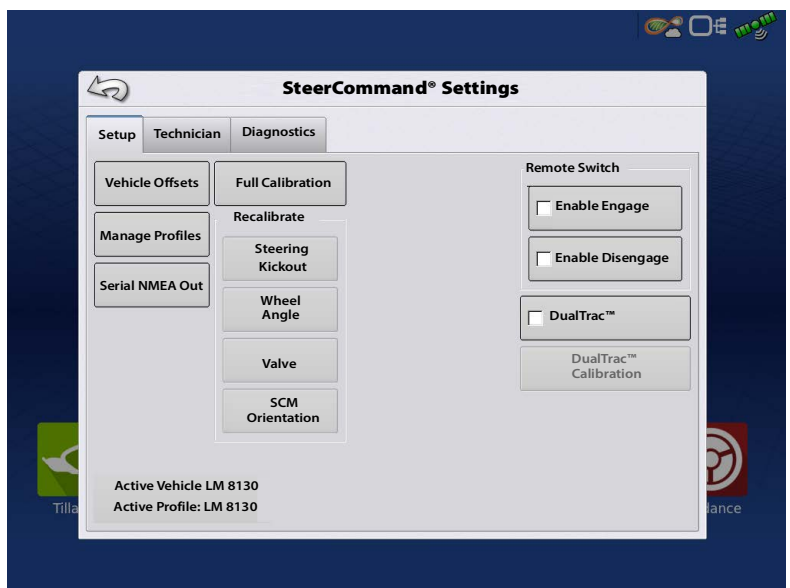 SteerCommand® Settings
Setup
Technician
Diagnostics
Vehicle Offsets
Full Calibration
Manage Profiles
Serial NMEA Out
Recalibrate
Steering
Kickout
Wheel
Angle
Valve
SCM
Orientation
Remote Switch
Enable Engage
Enable Disengage
DualTrac™
DualTrac™
Calibration
Active Vehicle LM 8130
Active Profile: LM 8130
Tilla
dance